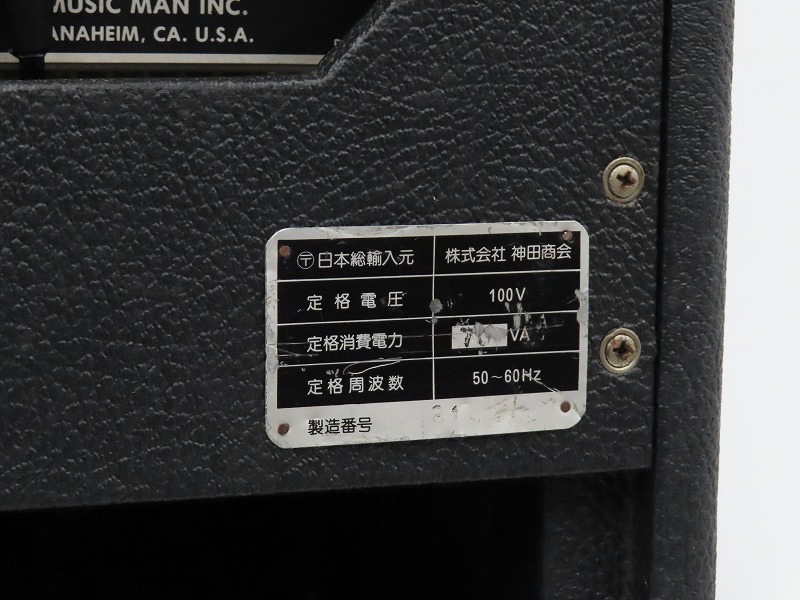 MUSIC MAN INC.
ANAHEIM, CA. U.S.A.
〶日本総輸入元 株式会社 神田商会
定格電圧 100V
定格消費電力 VA
定格周波数 50~60Hz
製造番号